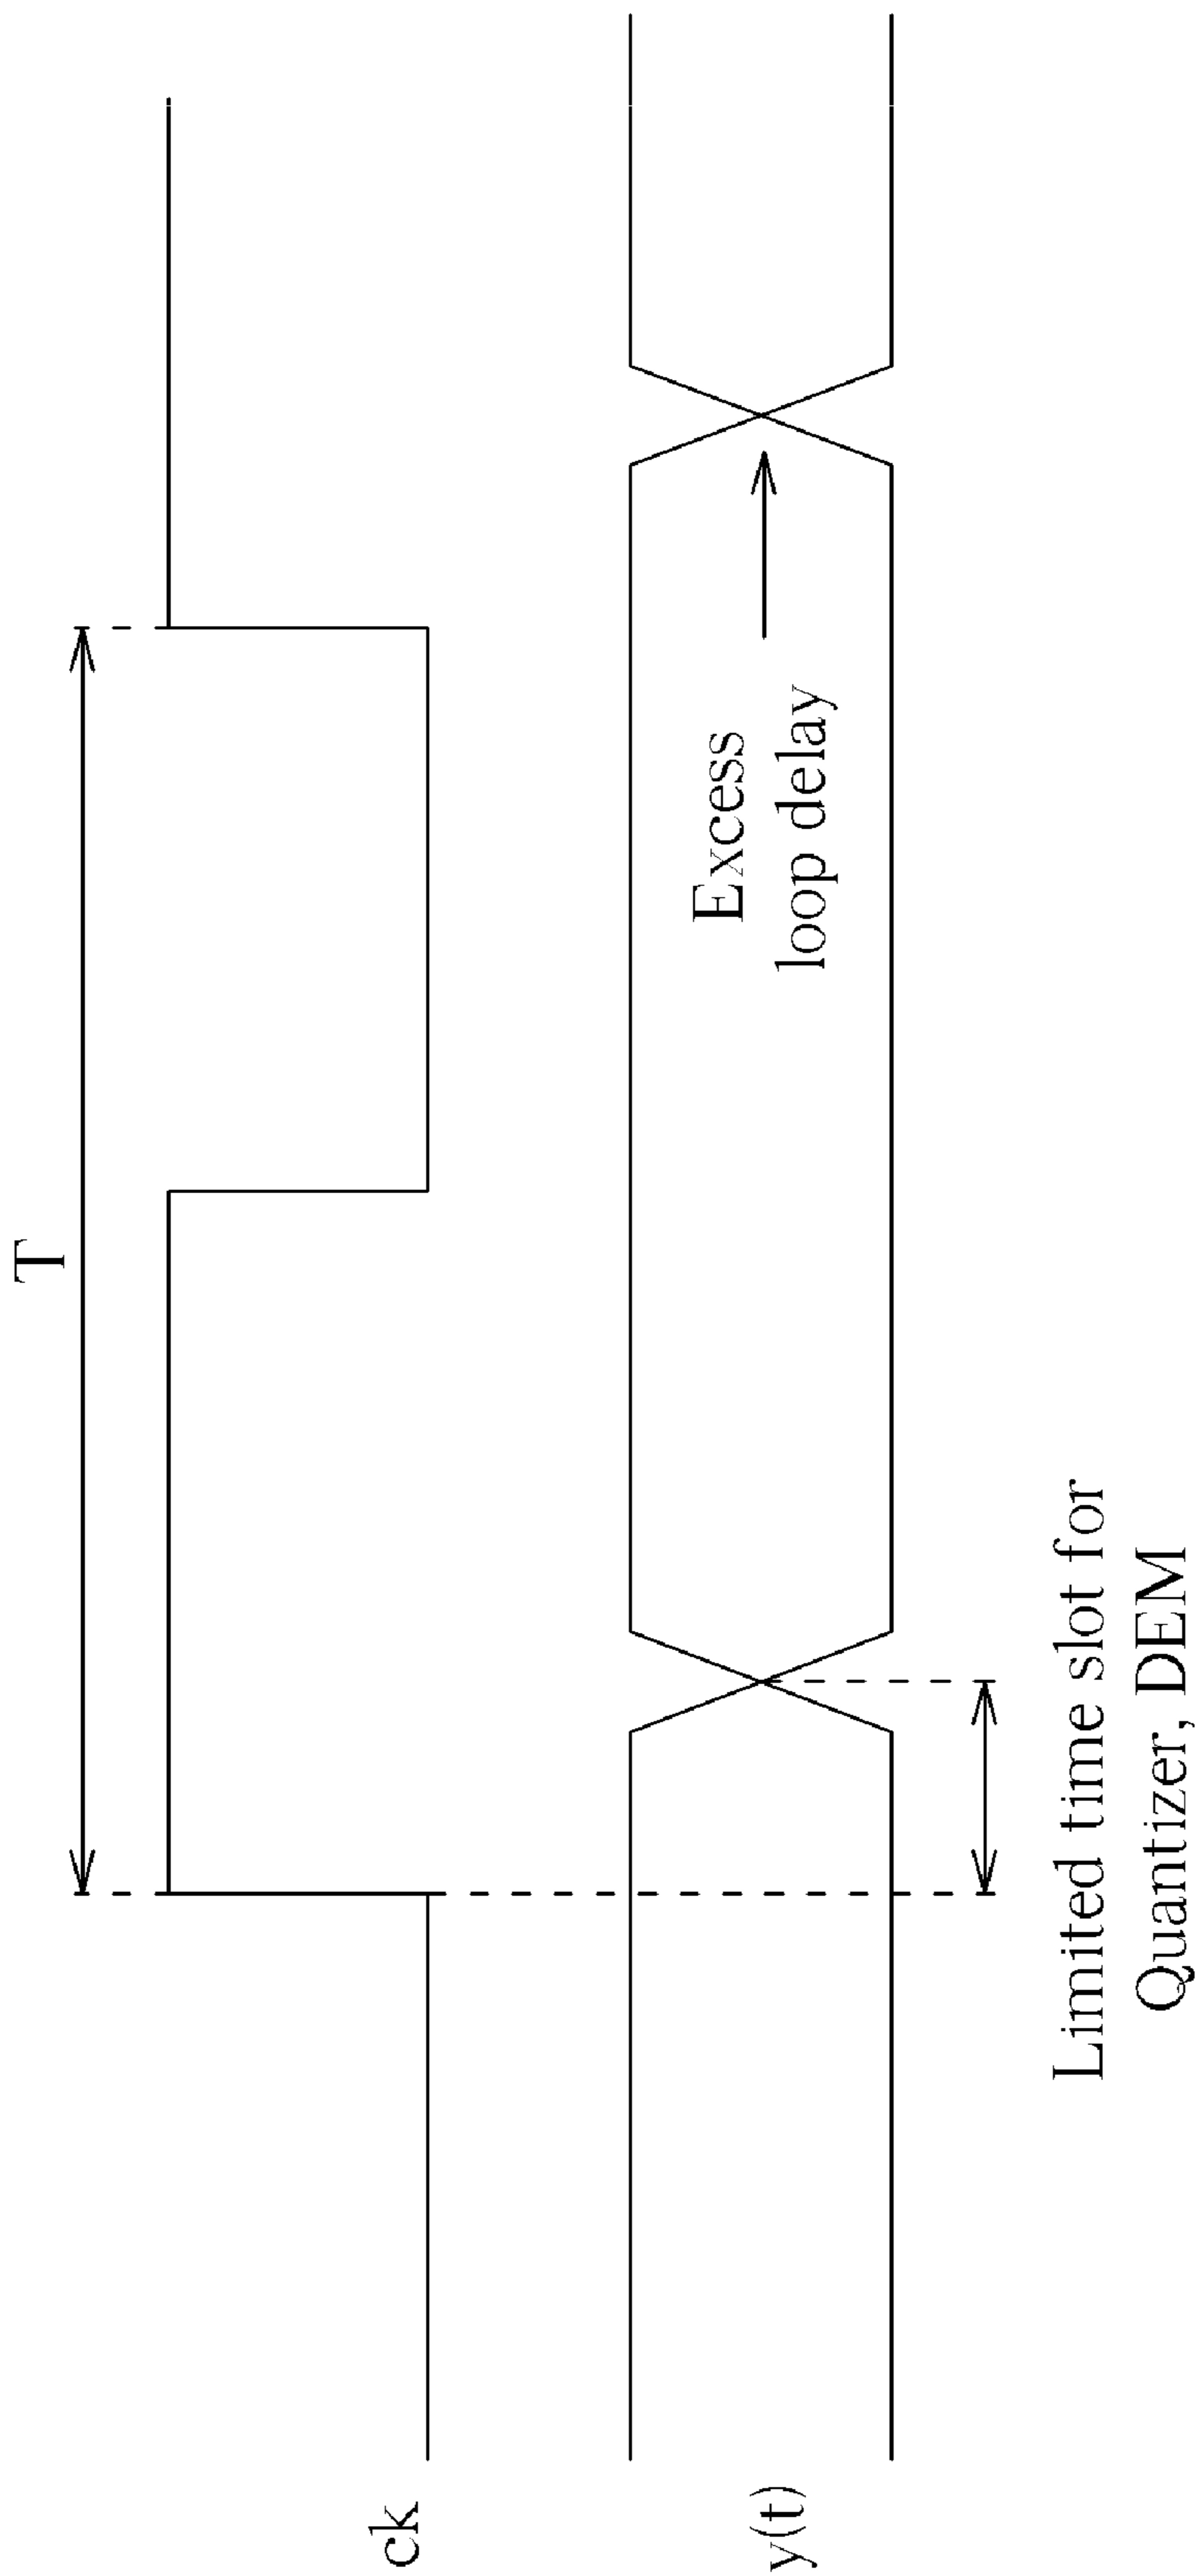 T
ck
y(t)
Excess
loop delay
Limited time slot for
Quantizer, DEM